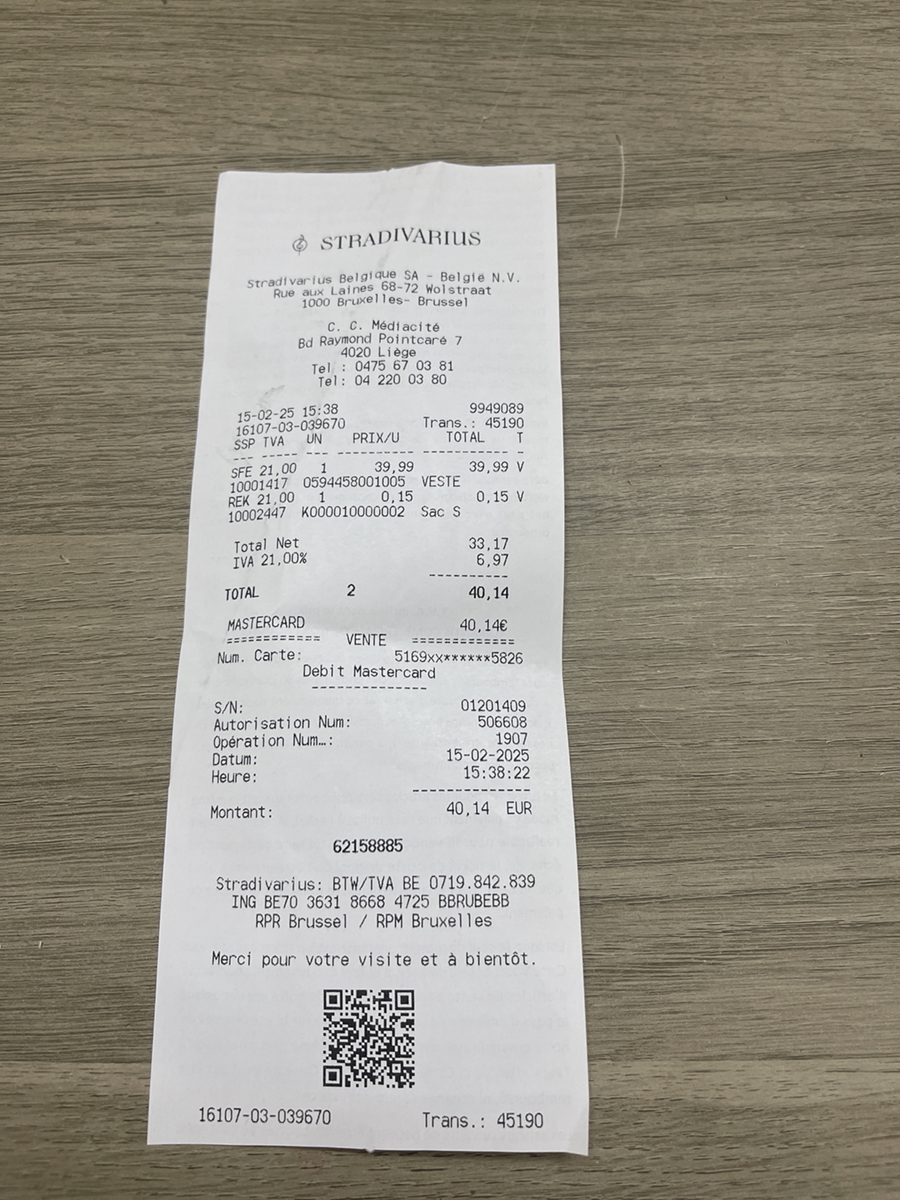 STRADIVARIUS
Stradivarius Belgique SA - België N.V.
Rue aux Laines 68-72 Wolstraat
1000 Bruxelles- Brussel
C. C. Médiacité
Bd Raymond Pointcaré 7
4020 Liège
Tel : 0475 67 03 81
Tel: 04 220 03 80
15-02-25 15:38 9949089
16107-03-039670 Trans.: 45190
SSP TVA UN PRIX/U TOTAL T
--- ----- --- --------- ----------- -
SFE 21,00 1 39,99 39,99 V
10001417 0594458001005 VESTE
REK 21,00 1 0,15 0,15 V
10002447 K000010000002 Sac S
Total Net 33,17
IVA 21,00% 6,97
----------
TOTAL 2 40,14
MASTERCARD 40,14€
============ VENTE =============
Num. Carte: 5169xx******5826
Debit Mastercard
--------------
S/N: 01201409
Autorisation Num: 506608
Opération Num…: 1907
Datum: 15-02-2025
Heure: 15:38:22
--------------
Montant: 40,14 EUR
62158885
Stradivarius: BTW/TVA BE 0719.842.839
ING BE70 3631 8668 4725 BBRUBEBB
RPR Brussel / RPM Bruxelles
Merci pour votre visite et à bientôt.
16107-03-039670 Trans.: 45190